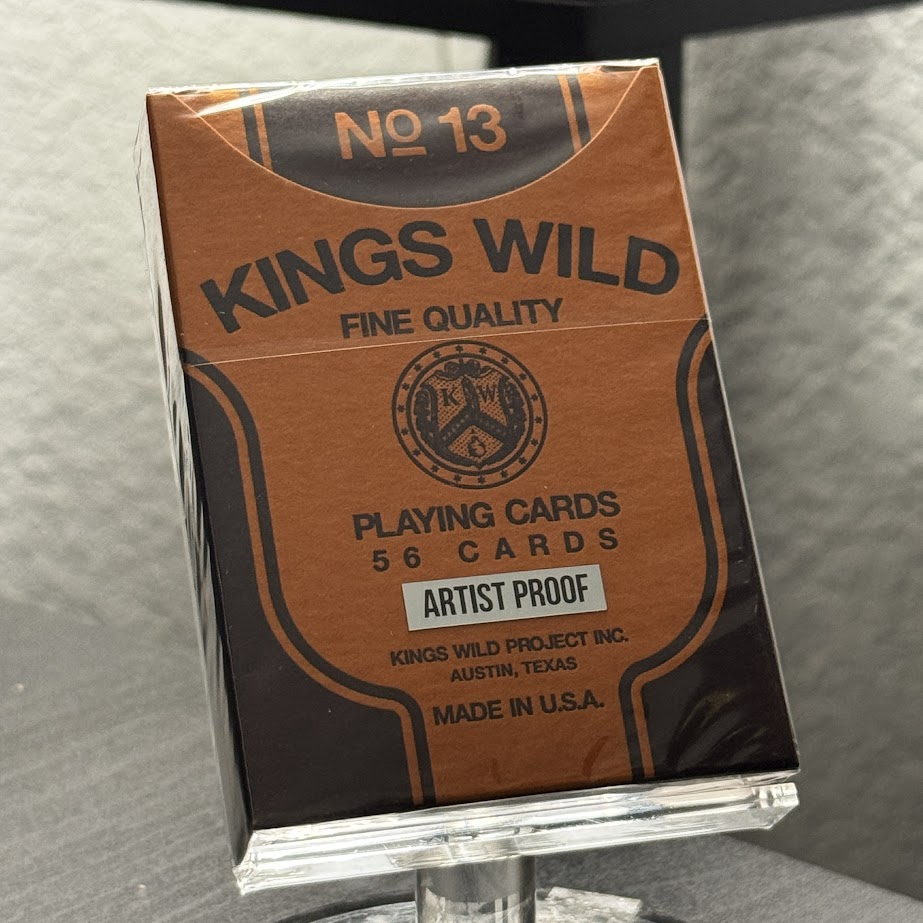 Nº 13
KINGS WILD
FINE QUALITY
K W
PLAYING CARDS
56 CARDS
ARTIST PROOF
KINGS WILD PROJECT INC.
AUSTIN, TEXAS
MADE IN U.S.A.